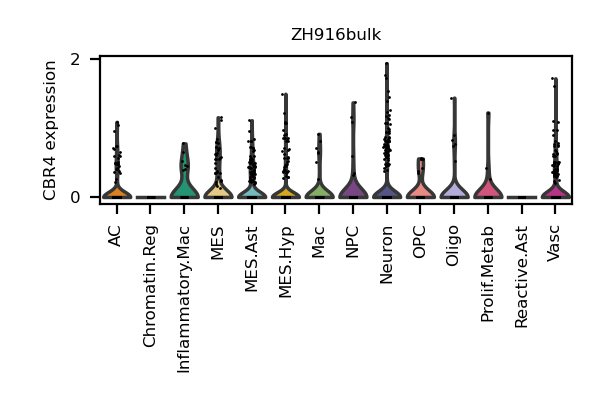 ZH916bulk
CBR4 expression
2
0
AC
Chromatin.Reg
Inflammatory.Mac
MES
MES.Ast
MES.Hyp
Mac
NPC
Neuron
OPC
Oligo
Prolif.Metab
Reactive.Ast
Vasc